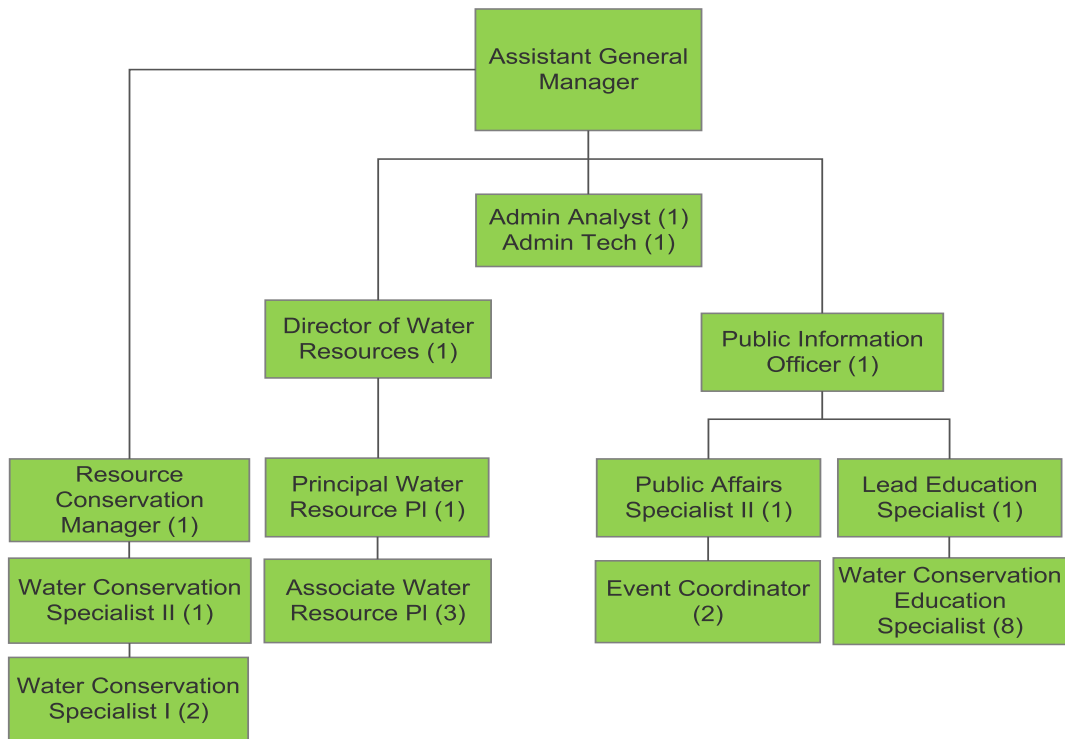 Assistant General
Manager
Admin Analyst (1)
Admin Tech (1)
Director of Water
Resources (1)
Public Information
Officer (1)
Resource
Conservation
Manager (1)
Principal Water
Resource Pl (1)
Public Affairs
Specialist II (1)
Lead Education
Specialist (1)
Water Conservation
Specialist II (1)
Associate Water
Resource Pl (3)
Event Coordinator
(2)
Water Conservation
Education
Specialist (8)
Water Conservation
Specialist I (2)